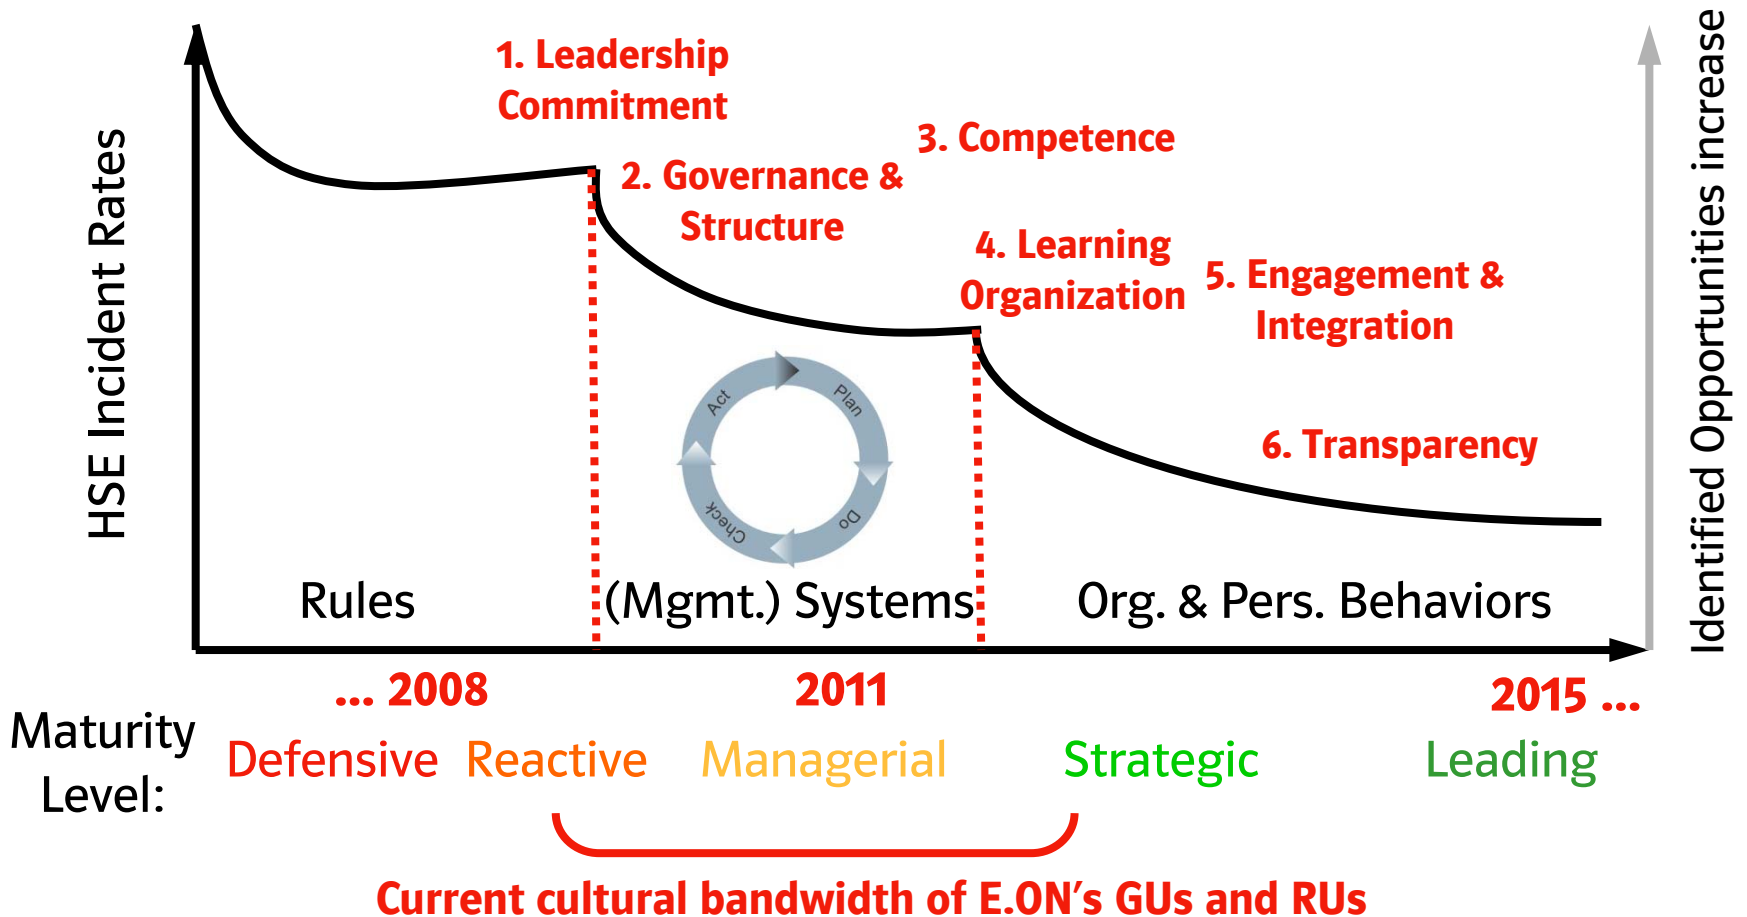 HSE Incident Rates
1. Leadership
Commitment
2. Governance &
Structure
3. Competence
4. Learning
Organization
5. Engagement &
Integration
6. Transparency
Identified Opportunities increase
Act
Plan
Check
Do
Rules
(Mgmt.) Systems
Org. & Pers. Behaviors
... 2008
2011
2015 ...
Maturity
Level:
Defensive
Reactive
Managerial
Strategic
Leading
Current cultural bandwidth of E.ON’s GUs and RUs